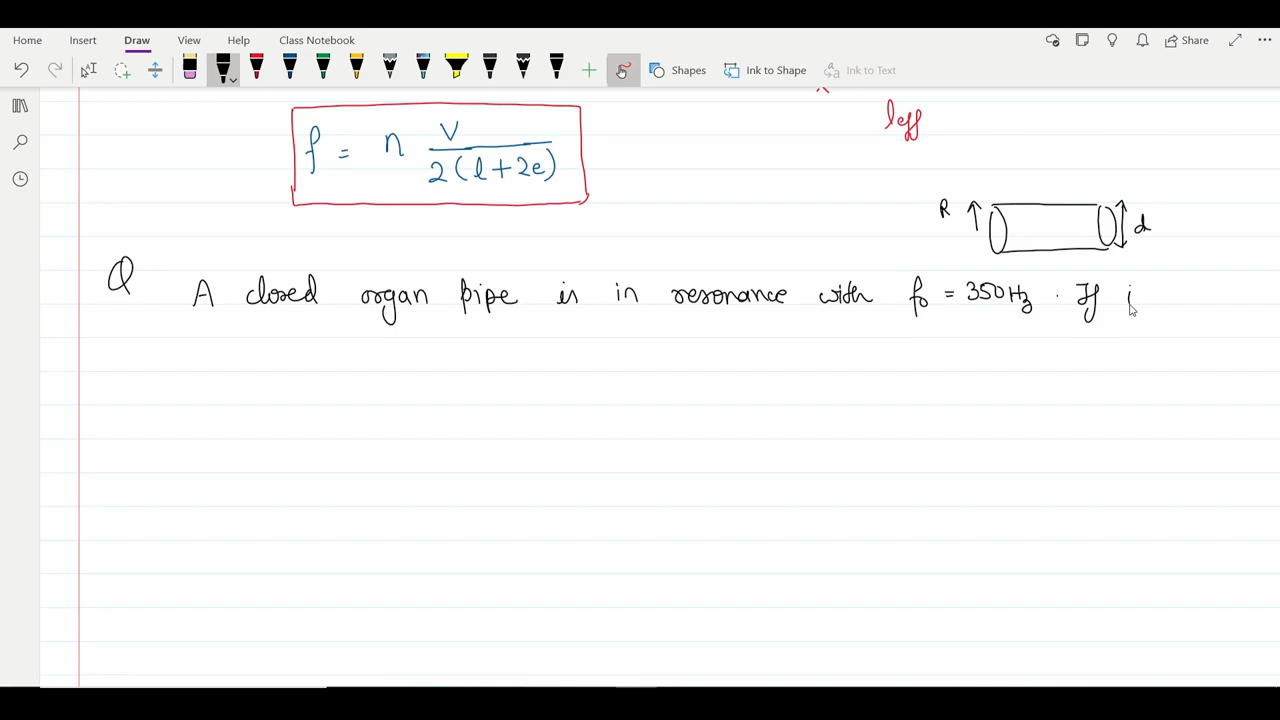 Home Insert Draw View Help Class Notebook Share
Shapes Ink to Shape Ink to Text
leff
f = n v / 2(l+2e)
R d
Q A closed organ pipe is in resonance with f₀ = 350Hz. If i